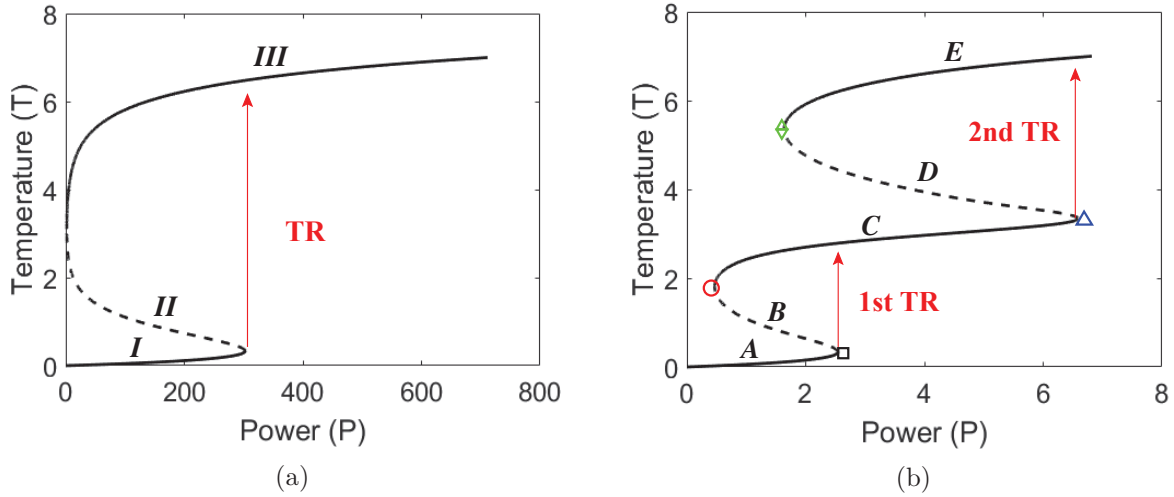 8
6
4
2
0
Temperature (T)
III
TR
II
I
0
200
400
600
800
Power (P)
(a)
8
6
4
2
0
Temperature (T)
E
2nd TR
D
C
1st TR
B
A
0
2
4
6
8
Power (P)
(b)